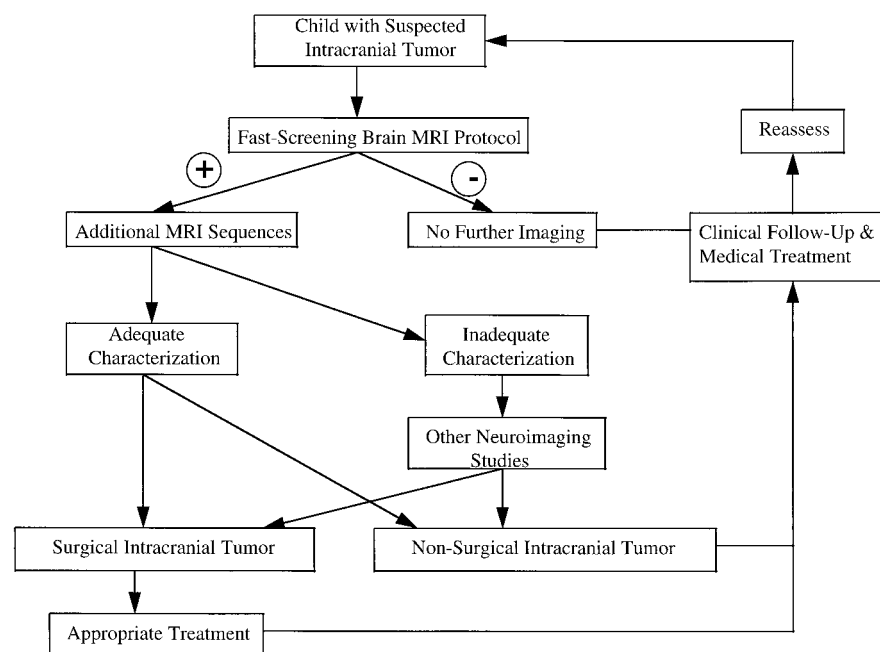 Child with Suspected
Intracranial Tumor
Fast-Screening Brain MRI Protocol
Reassess
+
-
Additional MRI Sequences
No Further Imaging
Clinical Follow-Up &
Medical Treatment
Adequate
Characterization
Inadequate
Characterization
Other Neuroimaging
Studies
Surgical Intracranial Tumor
Non-Surgical Intracranial Tumor
Appropriate Treatment